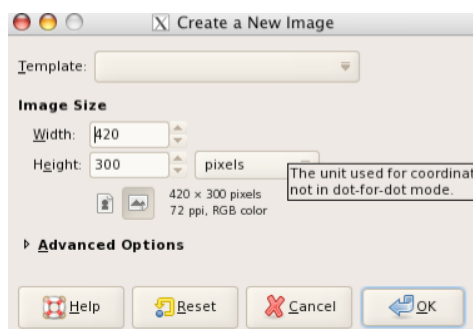 Create a New Image
Template:
Image Size
Width: 420
Height: 300 pixels
The unit used for coordinat
not in dot-for-dot mode.
420 × 300 pixels
72 ppi, RGB color
Advanced Options
Help Reset Cancel OK